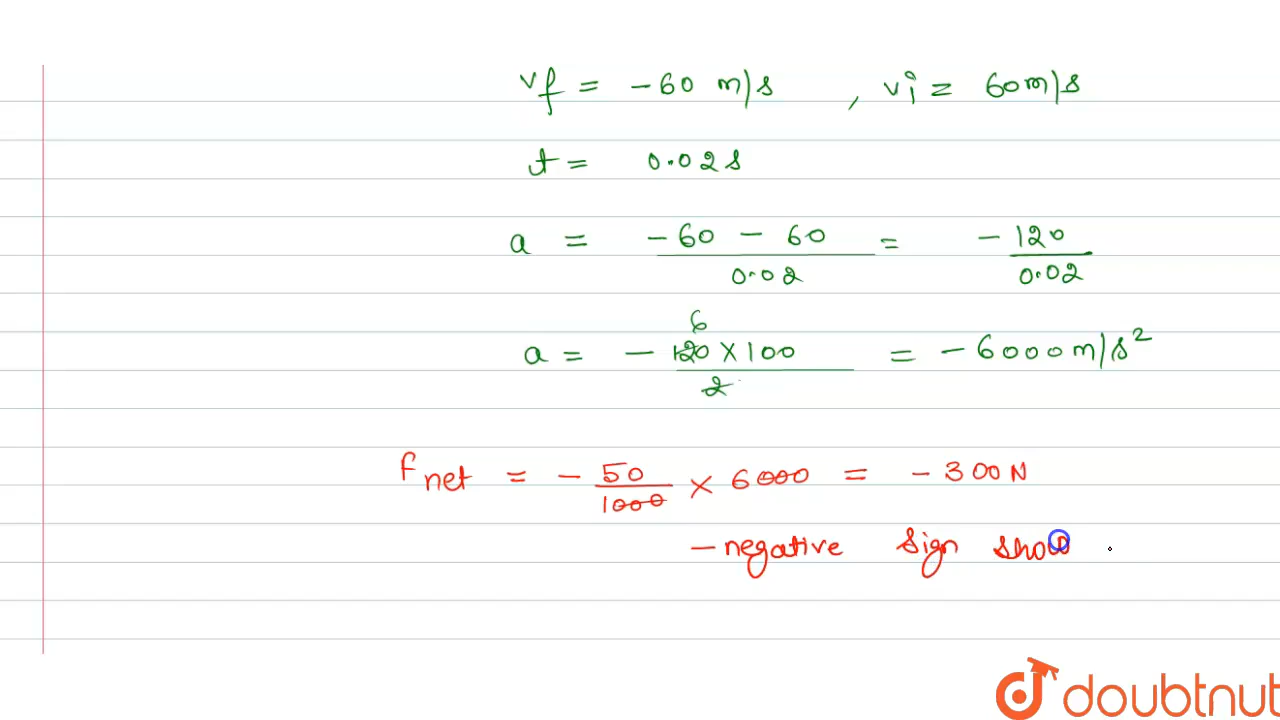 vf = -60 m/s , vi = 60m/s
t = 0.02 s
a = -60 - 60 / 0.02 = -120 / 0.02
6
a = - 120 × 100 / 2 = -6000 m/s²
Fnet = - 50 / 1000 × 6000 = -300 N
- negative sign show
doubtnut